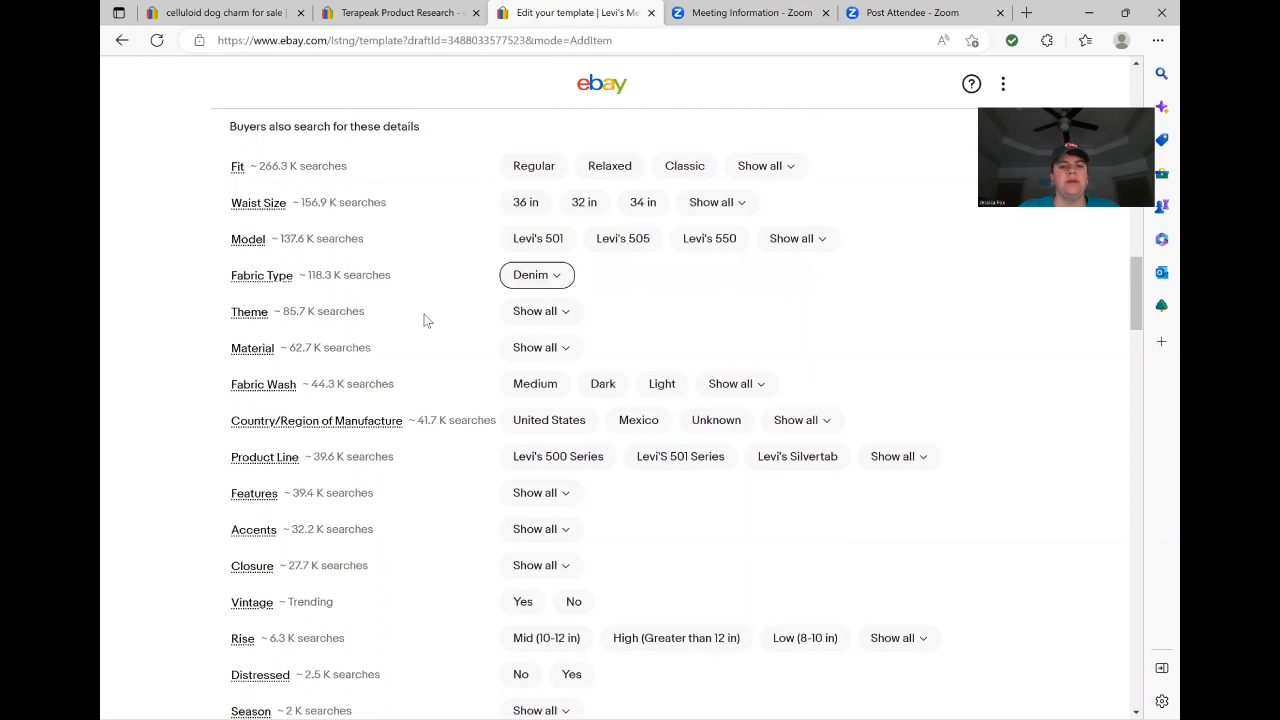 celluloid dog charm for sale |
Terapeak Product Research - e
Edit your template | Levi's Me
Meeting Information - Zoom
Post Attendee - Zoom
https://www.ebay.com/lstng/template?draftId=3488033577523&mode=AddItem
ebay
Buyers also search for these details
Fit ~ 266.3 K searches Regular Relaxed Classic Show all
Waist Size ~ 156.9 K searches 36 in 32 in 34 in Show all
Model ~ 137.6 K searches Levi's 501 Levi's 505 Levi's 550 Show all
Fabric Type ~ 118.3 K searches Denim
Theme ~ 85.7 K searches Show all
Material ~ 62.7 K searches Show all
Fabric Wash ~ 44.3 K searches Medium Dark Light Show all
Country/Region of Manufacture ~ 41.7 K searches United States Mexico Unknown Show all
Product Line ~ 39.6 K searches Levi's 500 Series Levi'S 501 Series Levi's Silvertab Show all
Features ~ 39.4 K searches Show all
Accents ~ 32.2 K searches Show all
Closure ~ 27.7 K searches Show all
Vintage ~ Trending Yes No
Rise ~ 6.3 K searches Mid (10-12 in) High (Greater than 12 in) Low (8-10 in) Show all
Distressed ~ 2.5 K searches No Yes
Season ~ 2 K searches Show all
Jessica Fox